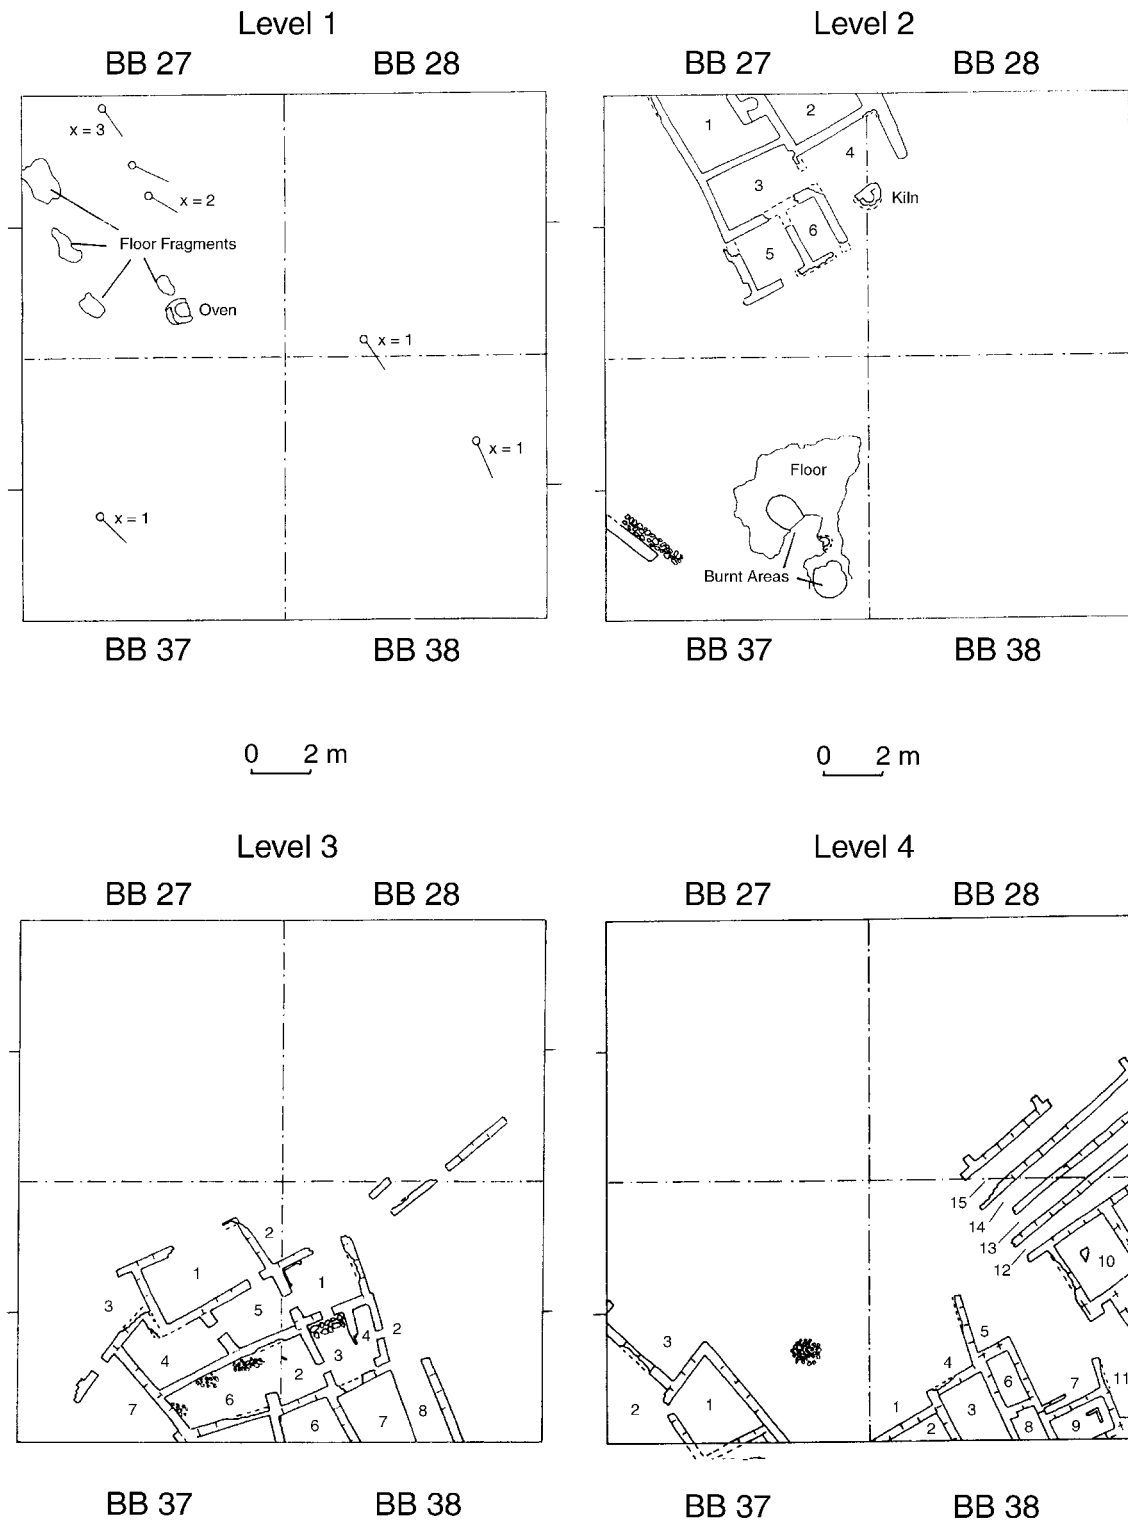 Level 1
BB 27 BB 28
x = 3
x = 2
Floor Fragments
Oven
x = 1
x = 1
x = 1
BB 37 BB 38
0 2 m
Level 2
BB 27 BB 28
1
2
4
3
Kiln
6
5
Floor
Burnt Areas
BB 37 BB 38
0 2 m
Level 3
BB 27 BB 28
2
1
1
3
5
4
2
4
3
2
6
7
6
7
8
BB 37 BB 38
Level 4
BB 27 BB 28
15
14
13
12
10
3
5
4
6
7
11
2
1
1
3
2
8
9
BB 37 BB 38